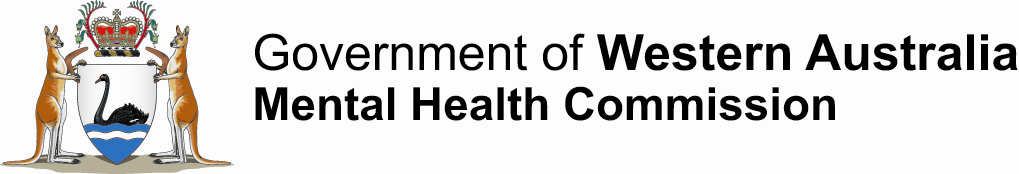 Government of Western Australia
Mental Health Commission